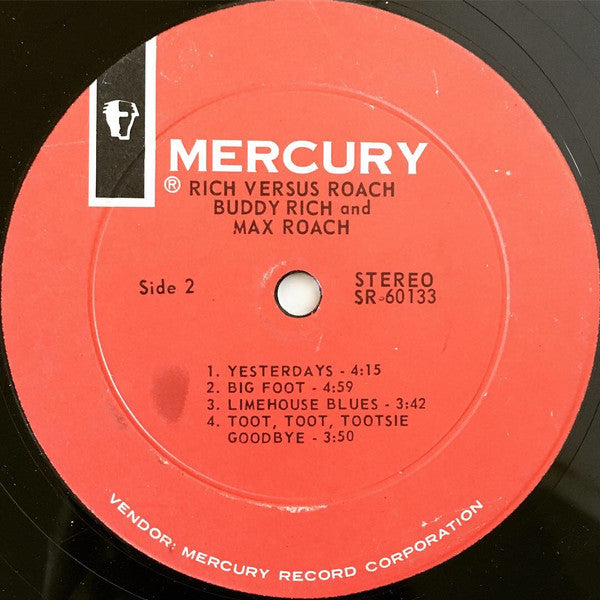 MERCURY
® RICH VERSUS ROACH
BUDDY RICH and
MAX ROACH
Side 2
STEREO
SR-60133
1. YESTERDAYS - 4:15
2. BIG FOOT - 4:59
3. LIMEHOUSE BLUES - 3:42
4. TOOT, TOOT, TOOTSIE
GOODBYE - 3:50
VENDOR: MERCURY RECORD CORPORATION